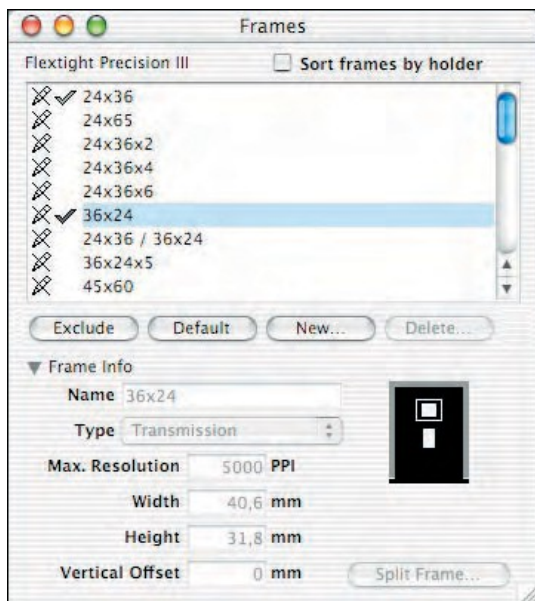 Frames
Flextight Precision III Sort frames by holder
24x36
24x65
24x36x2
24x36x4
24x36x6
36x24
24x36 / 36x24
36x24x5
45x60
Exclude Default New... Delete...
Frame Info
Name 36x24
Type Transmission
Max. Resolution 5000 PPI
Width 40,6 mm
Height 31,8 mm
Vertical Offset 0 mm Split Frame...